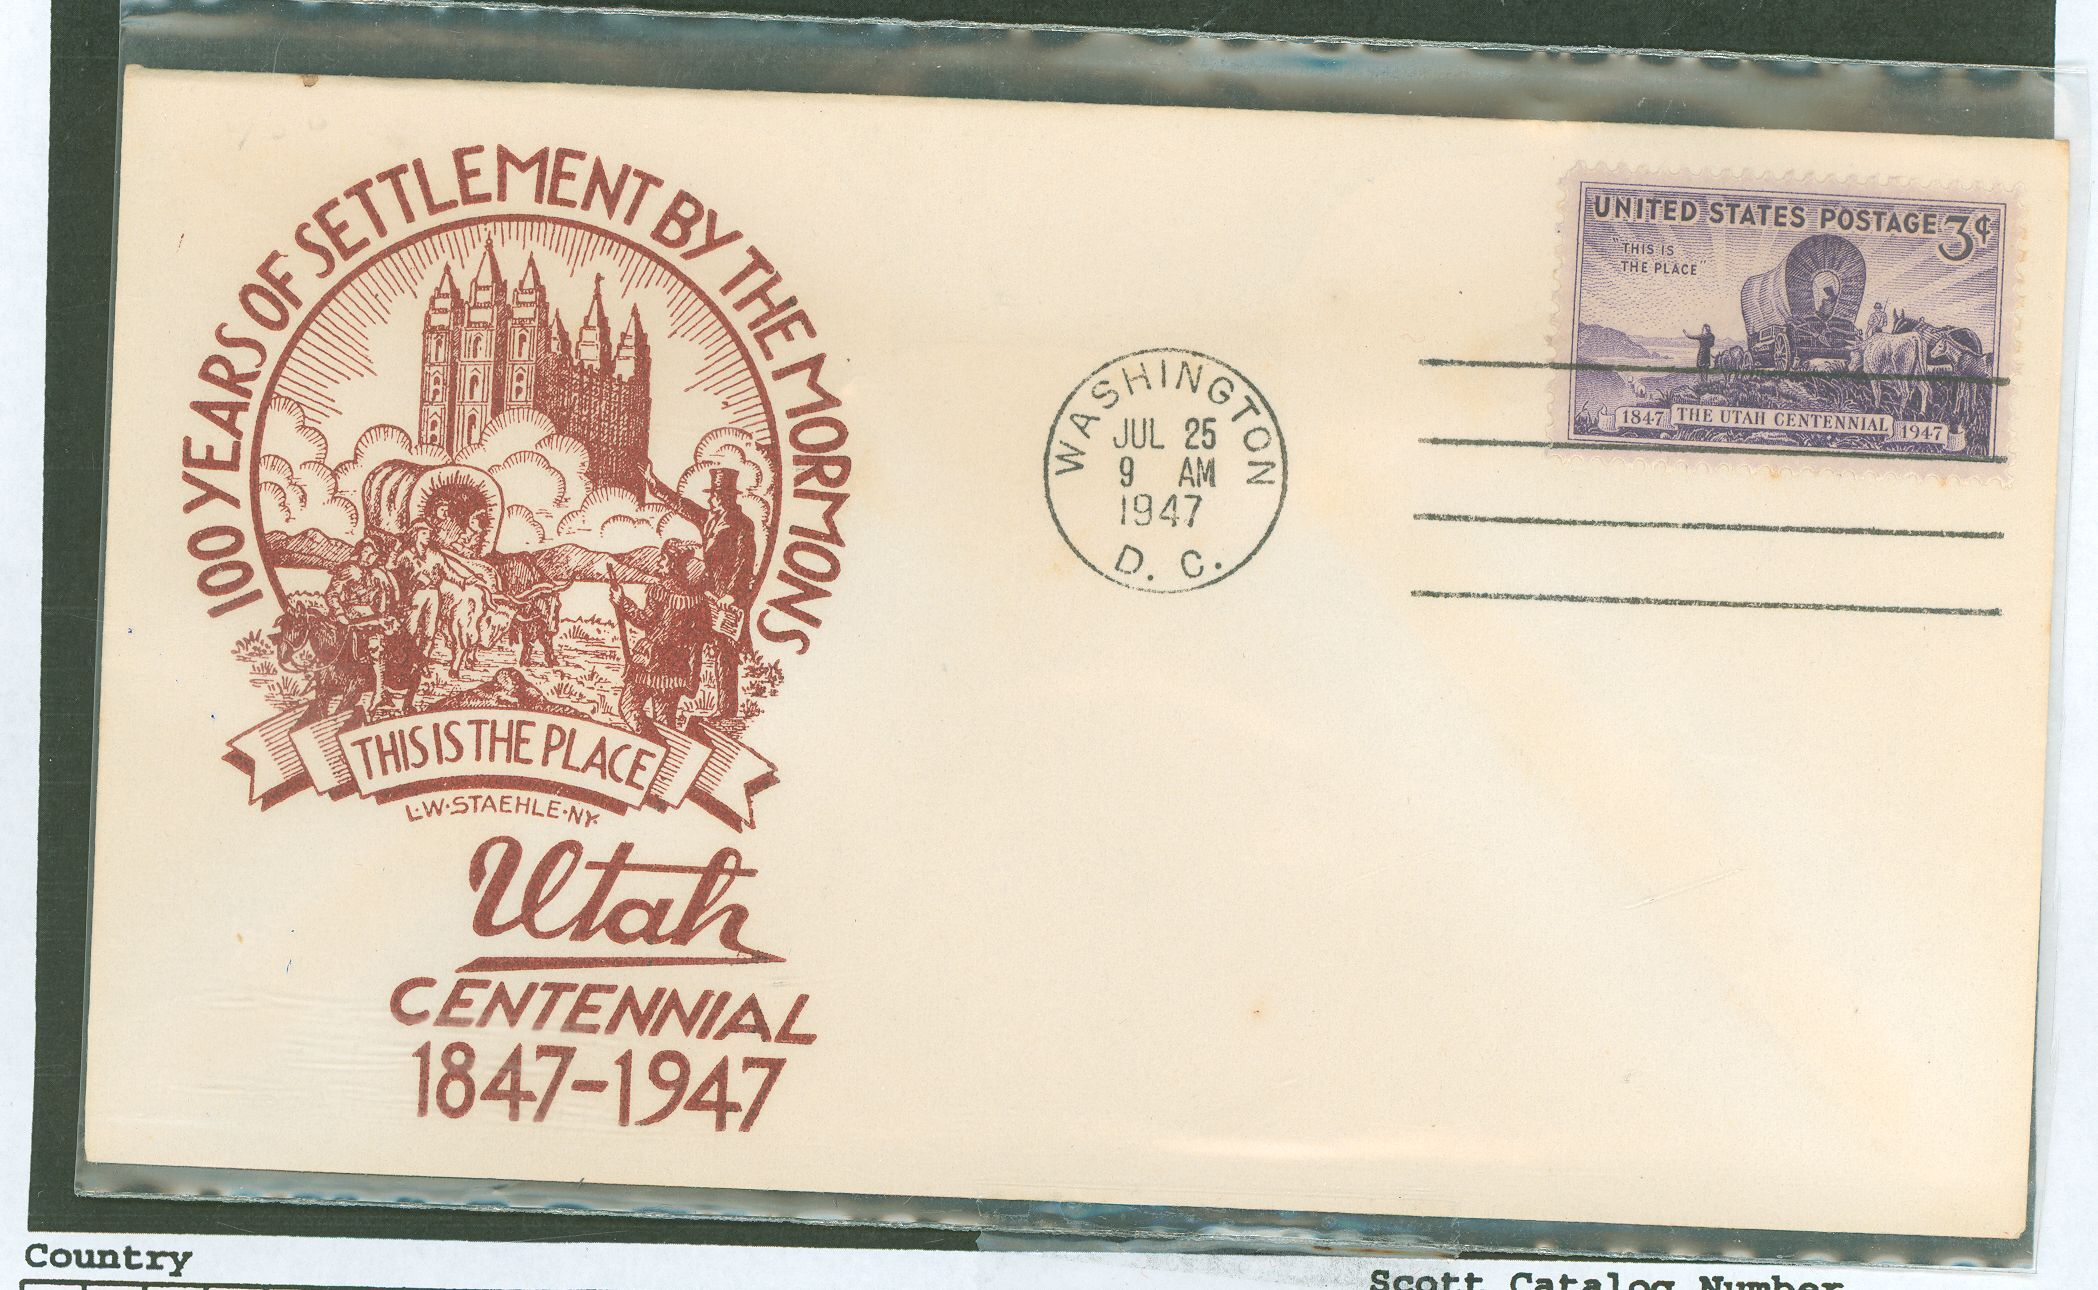 100 YEARS OF SETTLEMENT BY THE MORMONS
THIS IS THE PLACE
L·W·STAEHLE·NY·
Utah
CENTENNIAL
1847-1947
WASHINGTON
JUL 25
9 AM
1947
D. C.
UNITED STATES POSTAGE 3¢
"THIS IS
THE PLACE"
1847 THE UTAH CENTENNIAL 1947
Country
Scott Catalog Number